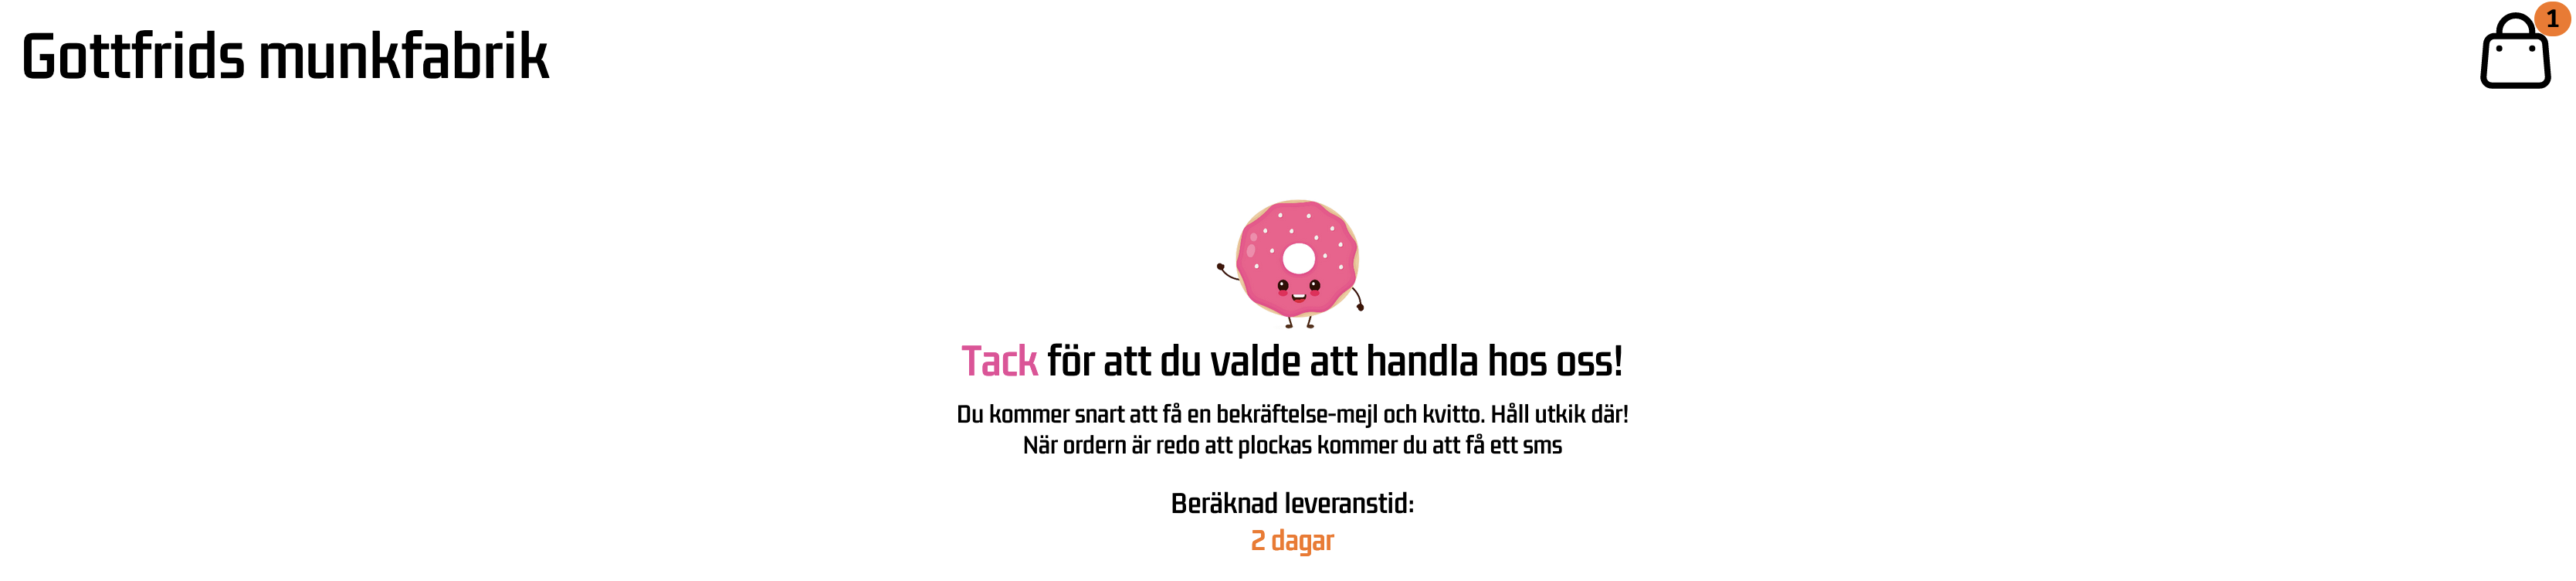 Gottfrids munkfabrik
1
Tack för att du valde att handla hos oss!
Du kommer snart att få en bekräftelse-mejl och kvitto. Håll utkik där!
När ordern är redo att plockas kommer du att få ett sms
Beräknad leveranstid:
2 dagar